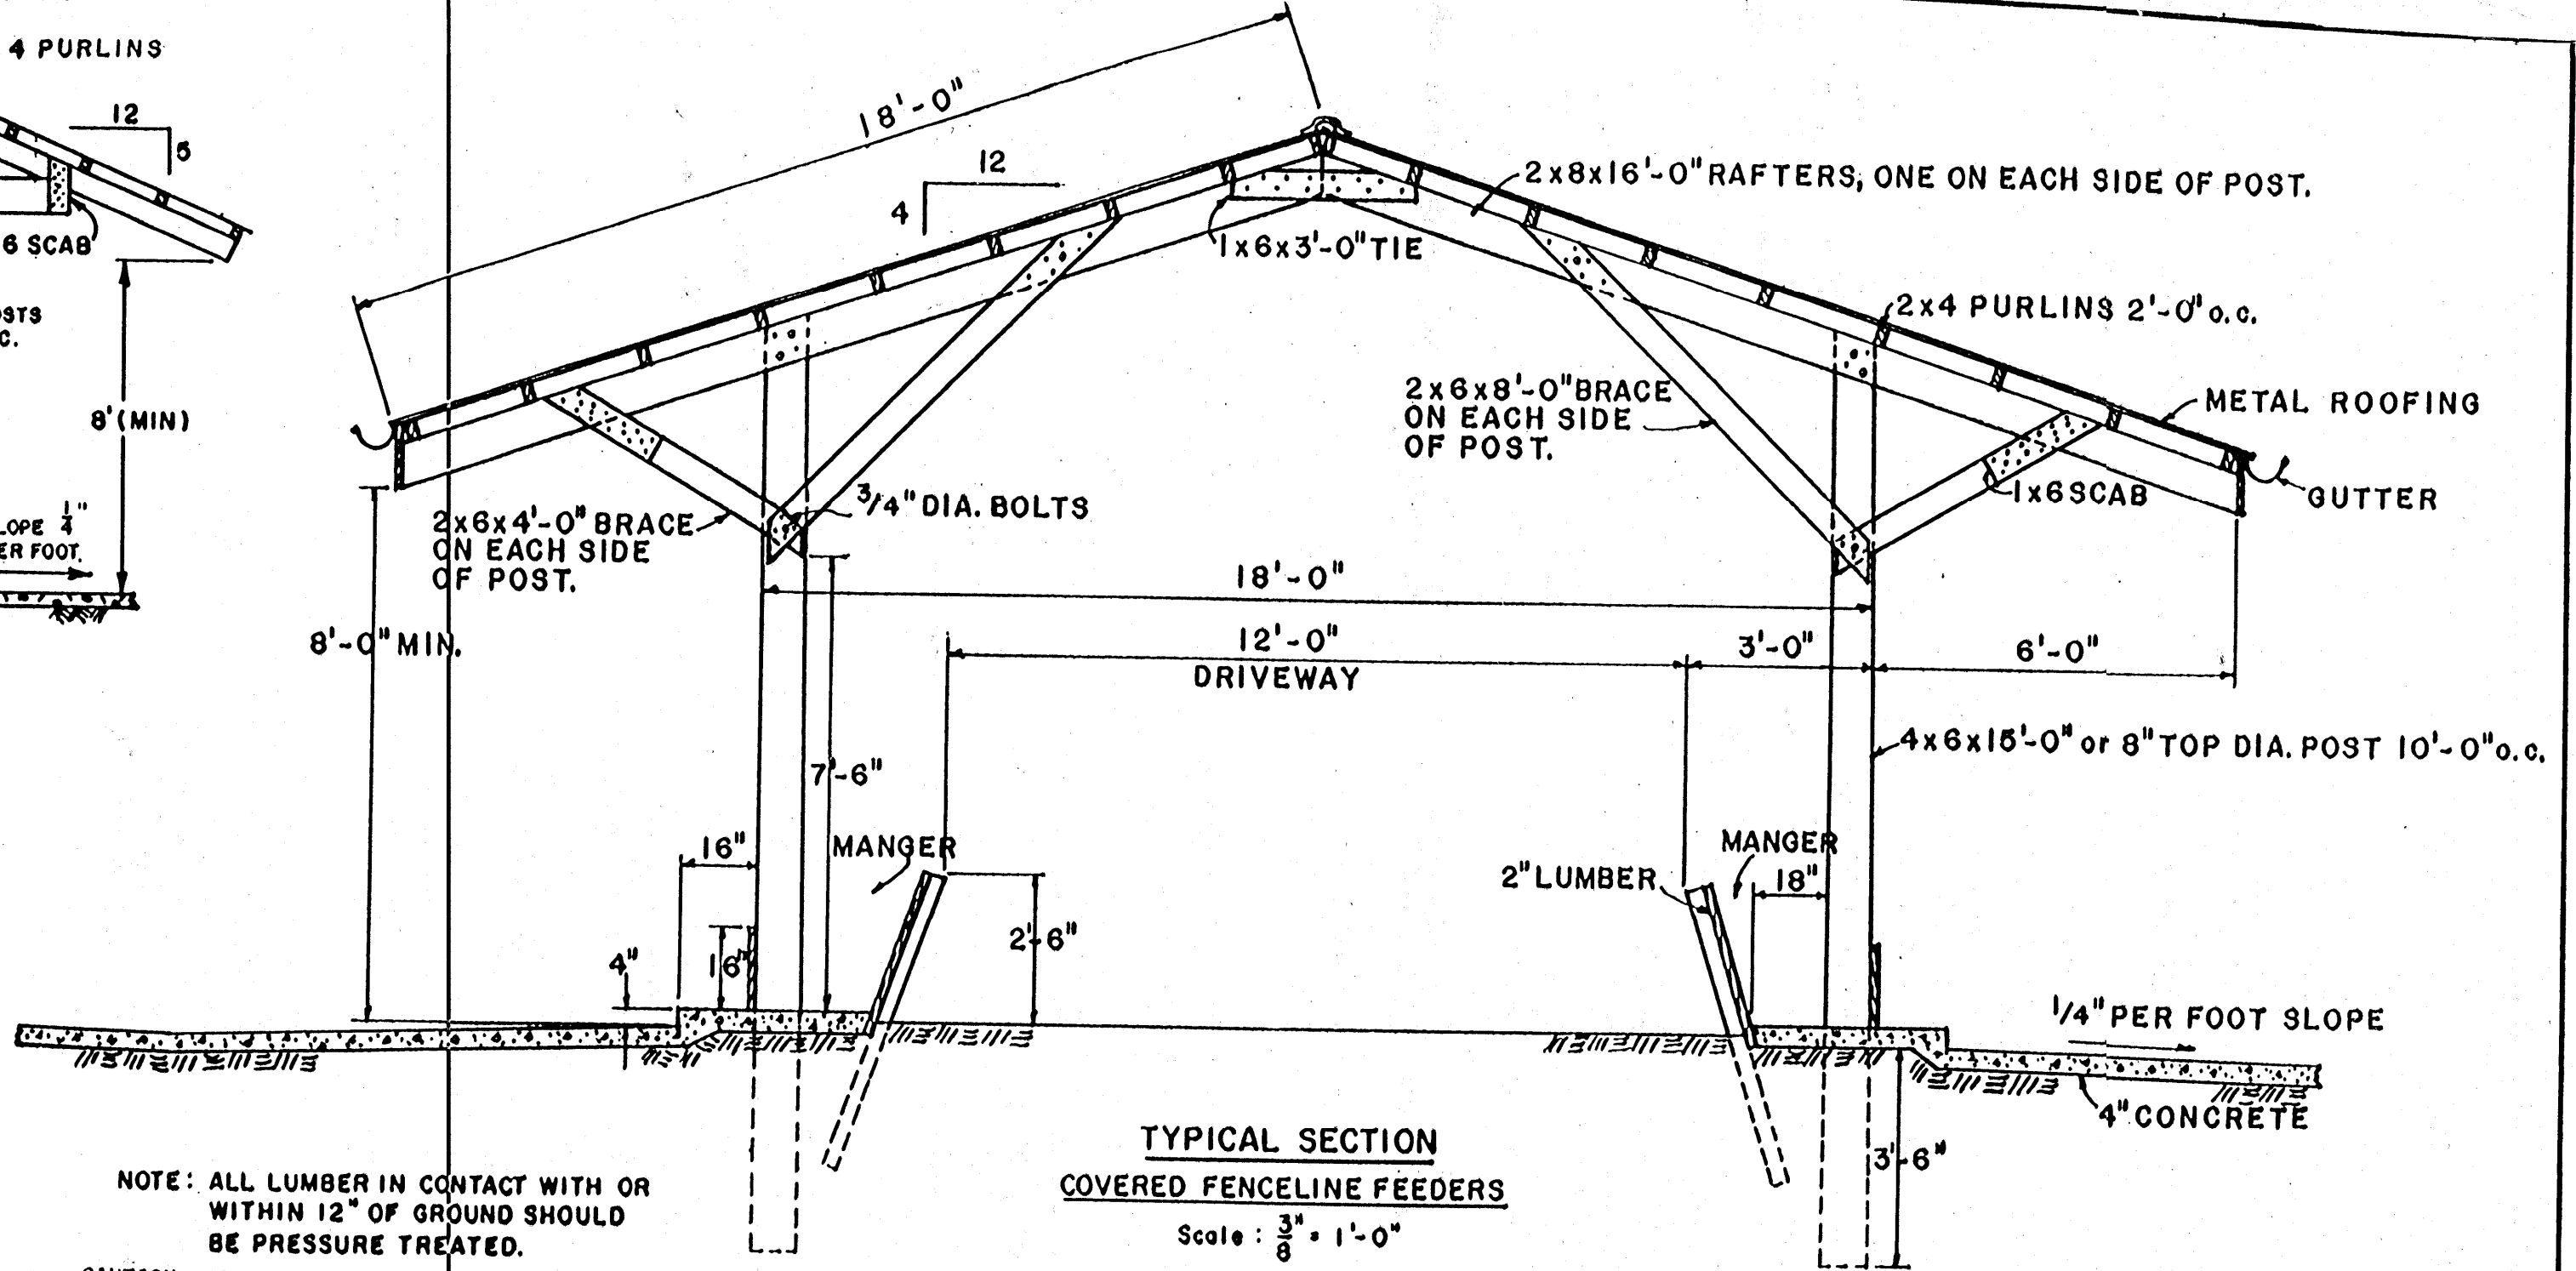 4 PURLINS
12
5
6 SCAB
8'(MIN)
ER FOOT.
18'-0"
12
4
2x8x16'-0" RAFTERS, ONE ON EACH SIDE OF POST.
1x6x3'-0" TIE
2x4 PURLINS 2'-0" o.c.
2x6x8'-0" BRACE
ON EACH SIDE
OF POST.
METAL ROOFING
1x6 SCAB
GUTTER
3/4" DIA. BOLTS
2x6x4'-0" BRACE
ON EACH SIDE
OF POST.
18'-0"
8'-0" MIN.
12'-0"
DRIVEWAY
3'-0"
6'-0"
4x6x15'-0" or 8" TOP DIA. POST 10'-0" o.c.
7'-6"
16"
MANGER
MANGER
2" LUMBER
18"
4"
16"
2'-6"
1/4" PER FOOT SLOPE
4" CONCRETE
3'-6"
TYPICAL SECTION
COVERED FENCELINE FEEDERS
Scale : 3/8" = 1'-0"
NOTE: ALL LUMBER IN CONTACT WITH OR
WITHIN 12" OF GROUND SHOULD
BE PRESSURE TREATED.